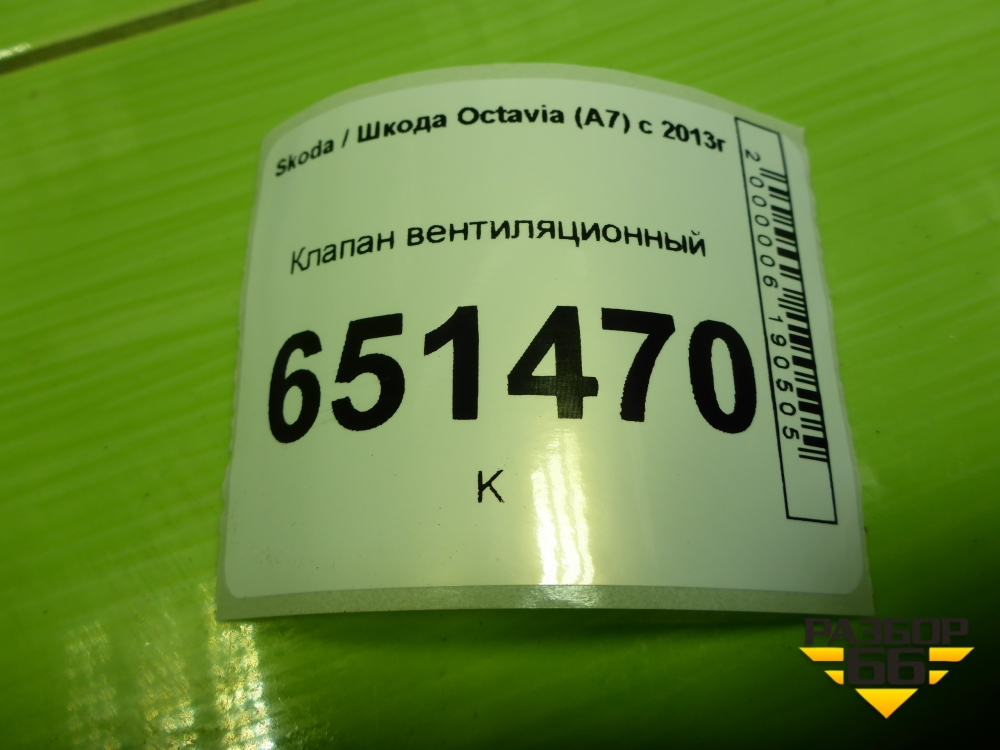 Skoda / Шкода Octavia (A7) с 2013г
Клапан вентиляционный
651470
К
2000006190505
РАЗБОР
66